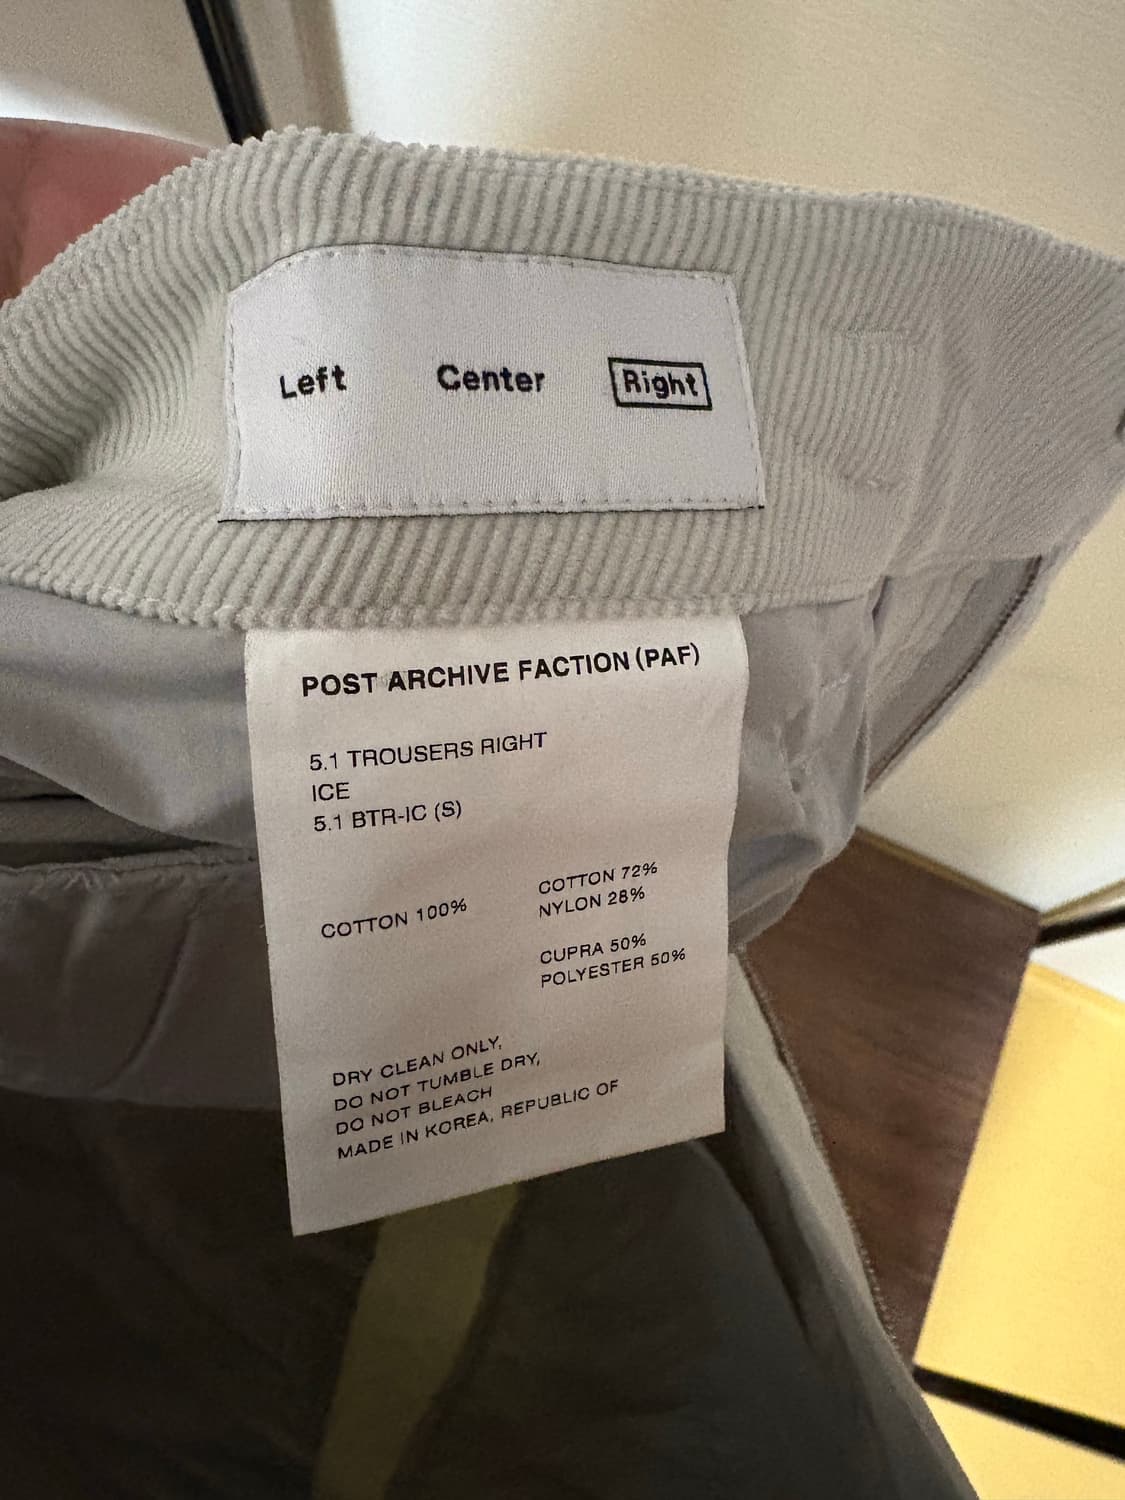 Left Center Right
POST ARCHIVE FACTION (PAF)
5.1 TROUSERS RIGHT
ICE
5.1 BTR-IC (S)
COTTON 100%
COTTON 72%
NYLON 28%
CUPRA 50%
POLYESTER 50%
DRY CLEAN ONLY,
DO NOT TUMBLE DRY,
DO NOT BLEACH
MADE IN KOREA, REPUBLIC OF